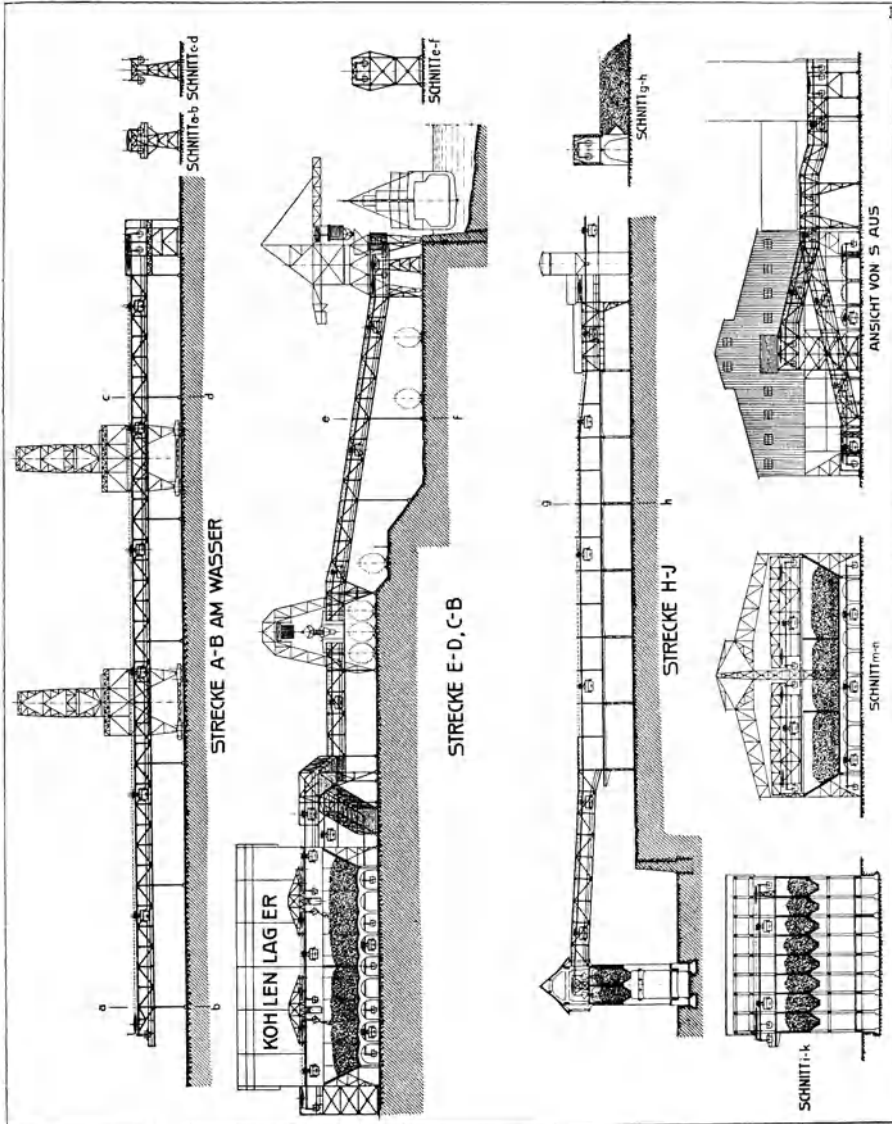 SCHNITT a-b
SCHNITT c-d
a
b
c
d
STRECKE A-B AM WASSER
KOHLENLAGER
e
f
SCHNITT e-f
STRECKE E-D, C-B
g
h
SCHNITT g-h
STRECKE H-J
SCHNITT i-k
SCHNITT m-n
ANSICHT VON S AUS